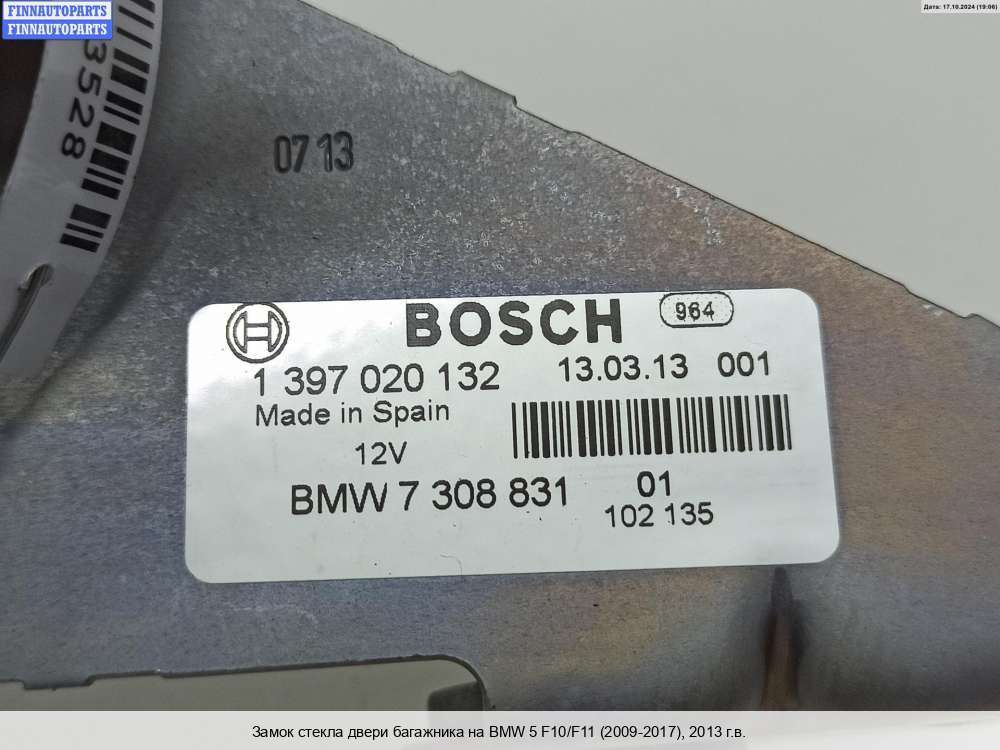 FINNAUTOPARTS
FINNAUTOPARTS
Дата: 17.10.2024 (19:06)
3528
0713
BOSCH 964
1 397 020 132 13.03.13 001
Made in Spain
12V
BMW 7 308 831 01
102 135
Замок стекла двери багажника на BMW 5 F10/F11 (2009-2017), 2013 г.в.